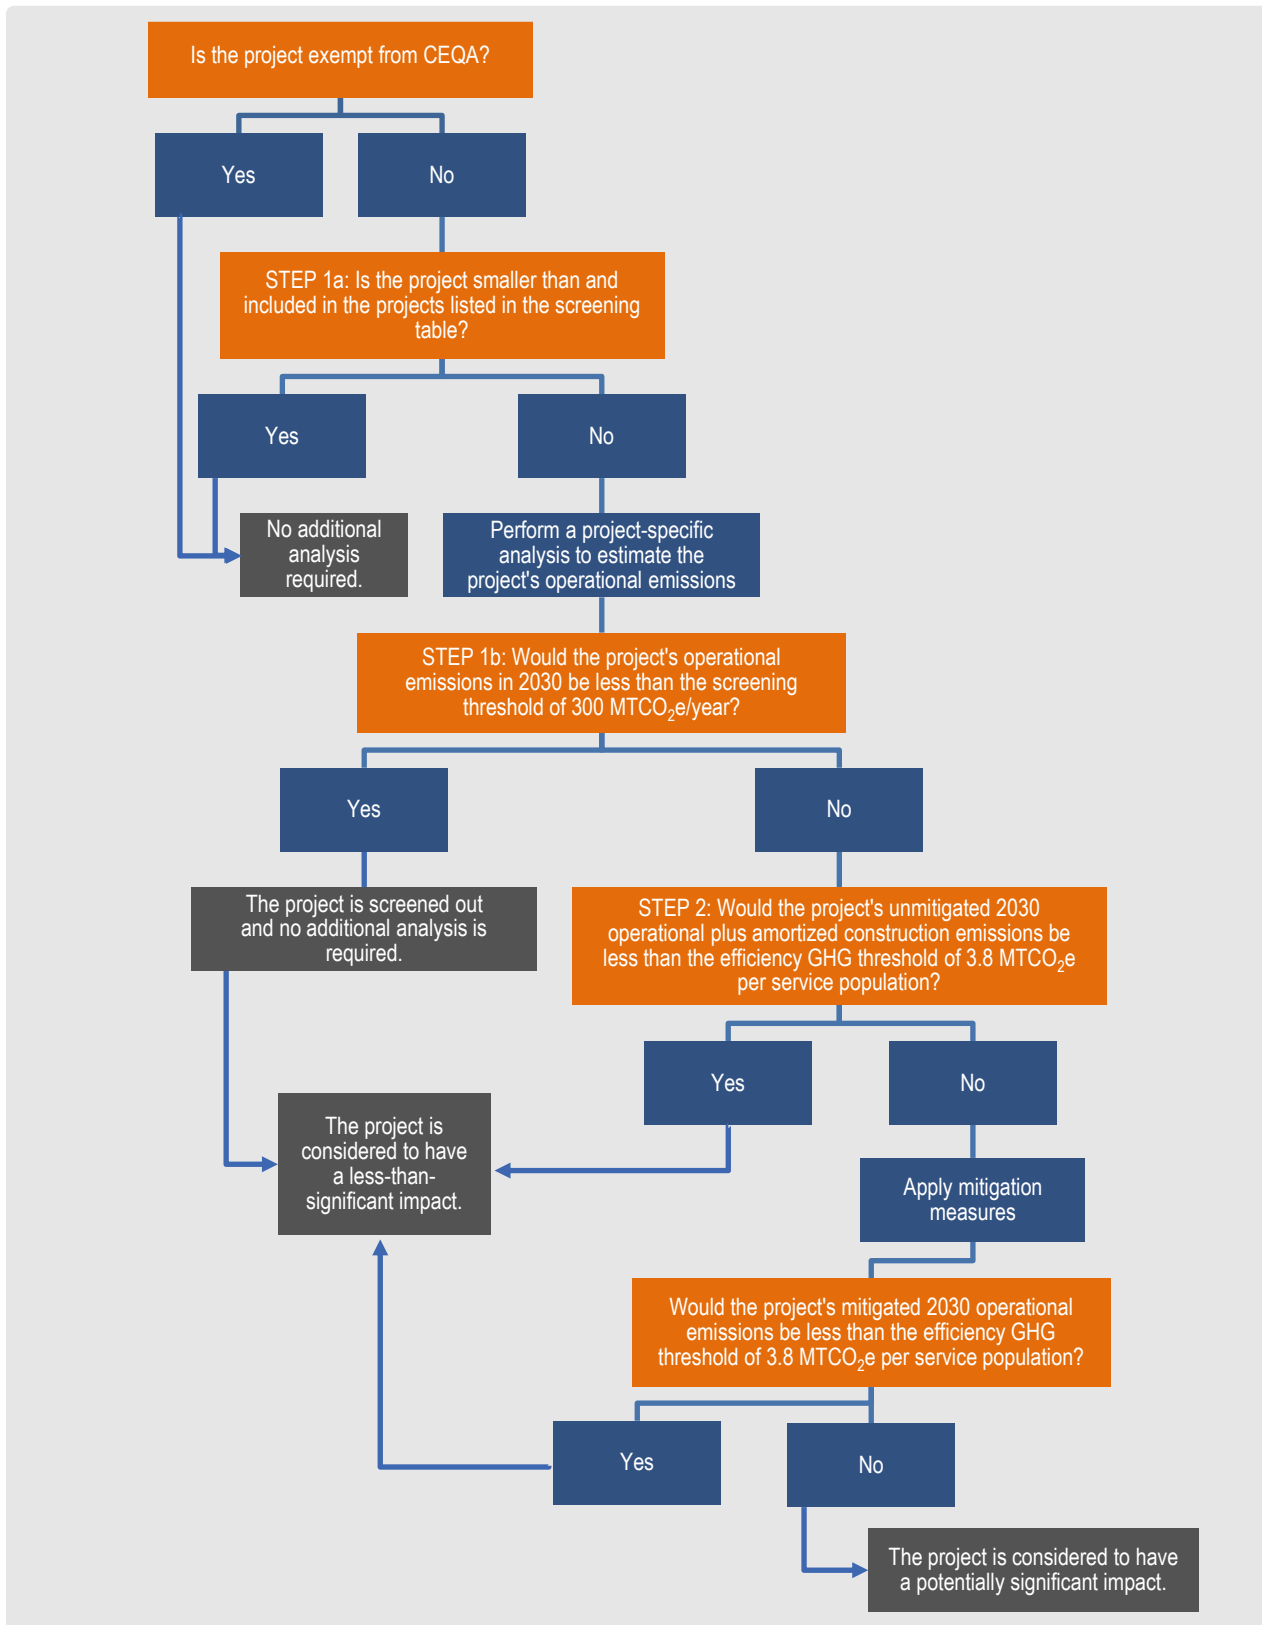 Is the project exempt from CEQA?
Yes
No
STEP 1a: Is the project smaller than and
included in the projects listed in the screening
table?
Yes
No
No additional
analysis
required.
Perform a project-specific
analysis to estimate the
project's operational emissions
STEP 1b: Would the project's operational
emissions in 2030 be less than the screening
threshold of 300 MTCO₂e/year?
Yes
No
The project is screened out
and no additional analysis is
required.
STEP 2: Would the project's unmitigated 2030
operational plus amortized construction emissions be
less than the efficiency GHG threshold of 3.8 MTCO₂e
per service population?
Yes
No
The project is
considered to have
a less-than-
significant impact.
Apply mitigation
measures
Would the project's mitigated 2030 operational
emissions be less than the efficiency GHG
threshold of 3.8 MTCO₂e per service population?
Yes
No
The project is considered to have
a potentially significant impact.